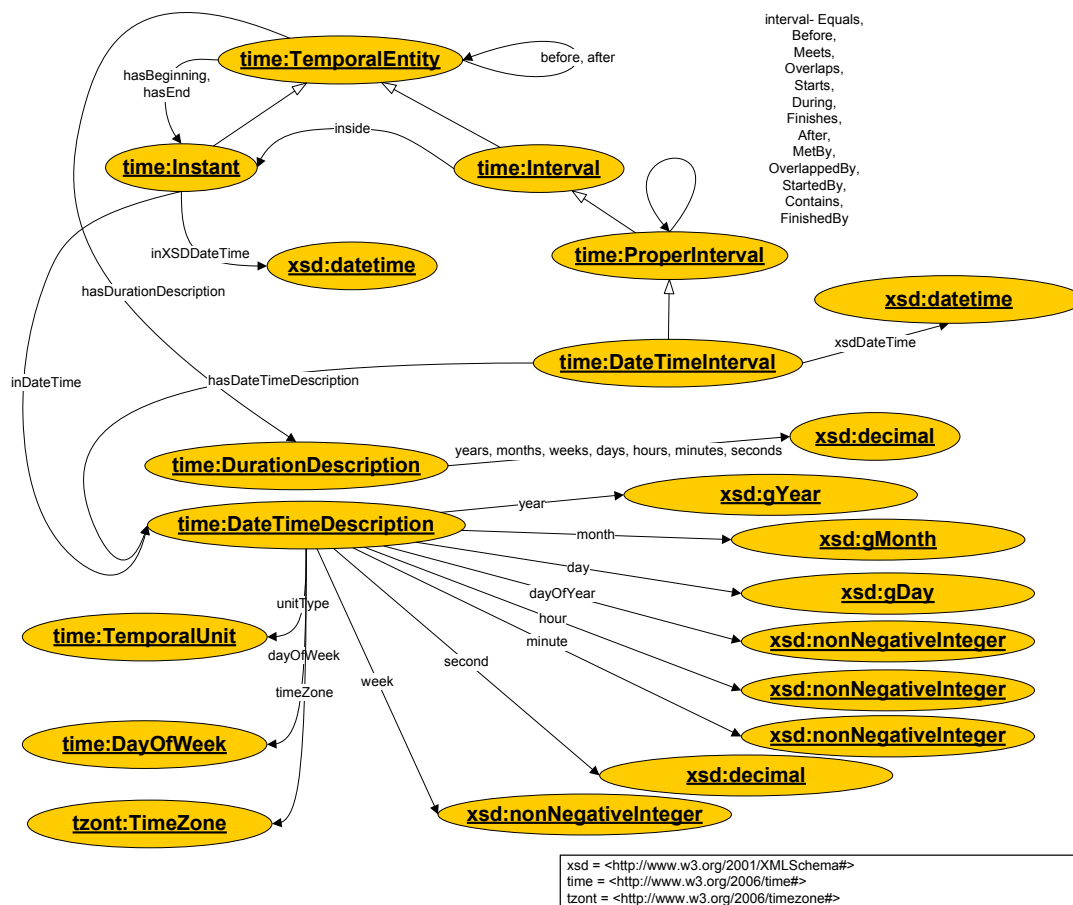 interval- Equals,
Before,
Meets,
Overlaps,
Starts,
During,
Finishes,
After,
MetBy,
OverlappedBy,
StartedBy,
Contains,
FinishedBy
time:TemporalEntity
before, after
hasBeginning,
hasEnd
inside
time:Instant
time:Interval
inXSDDateTime
xsd:datetime
time:ProperInterval
hasDurationDescription
xsd:datetime
xsdDateTime
time:DateTimeInterval
inDateTime
hasDateTimeDescription
time:DurationDescription
years, months, weeks, days, hours, minutes, seconds
xsd:decimal
time:DateTimeDescription
year
xsd:gYear
month
xsd:gMonth
day
xsd:gDay
dayOfYear
xsd:nonNegativeInteger
hour
xsd:nonNegativeInteger
minute
xsd:nonNegativeInteger
unitType
time:TemporalUnit
dayOfWeek
timeZone
week
second
time:DayOfWeek
xsd:decimal
tzont:TimeZone
xsd:nonNegativeInteger
xsd = <http://www.w3.org/2001/XMLSchema#>
time = <http://www.w3.org/2006/time#>
tzont = <http://www.w3.org/2006/timezone#>